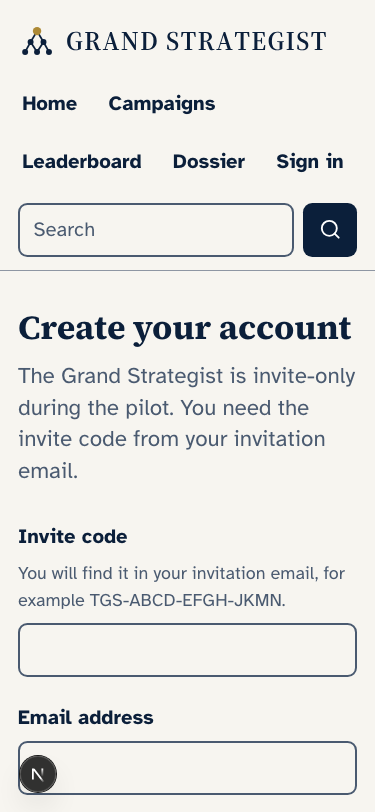 GRAND STRATEGIST
Home Campaigns
Leaderboard Dossier Sign in
Search
Create your account
The Grand Strategist is invite-only
during the pilot. You need the
invite code from your invitation
email.
Invite code
You will find it in your invitation email, for
example TGS-ABCD-EFGH-JKMN.
Email address
N